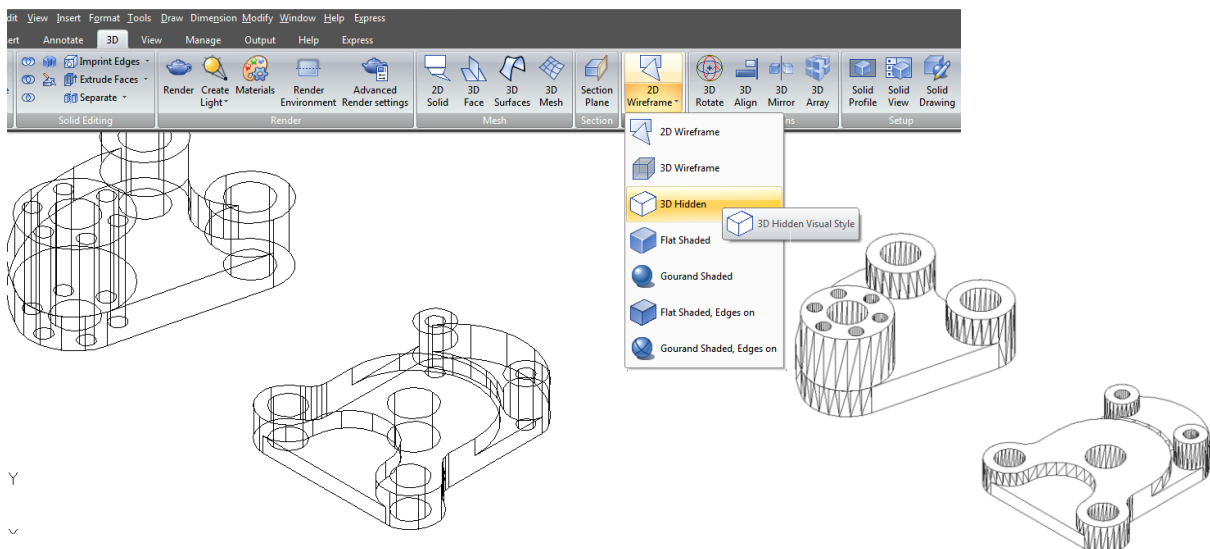 dit View Insert Format Tools Draw Dimension Modify Window Help Express
ert Annotate 3D View Manage Output Help Express
Imprint Edges
Extrude Faces
Separate
Render Create Light Materials Render Environment Advanced Render settings
2D Solid 3D Face 3D Surfaces 3D Mesh
Section Plane
2D Wireframe
3D Rotate 3D Align 3D Mirror 3D Array
Solid Profile Solid View Solid Drawing
Solid Editing Render Mesh Section ns Setup
2D Wireframe
3D Wireframe
3D Hidden
3D Hidden Visual Style
Flat Shaded
Gourand Shaded
Flat Shaded, Edges on
Gourand Shaded, Edges on
Y